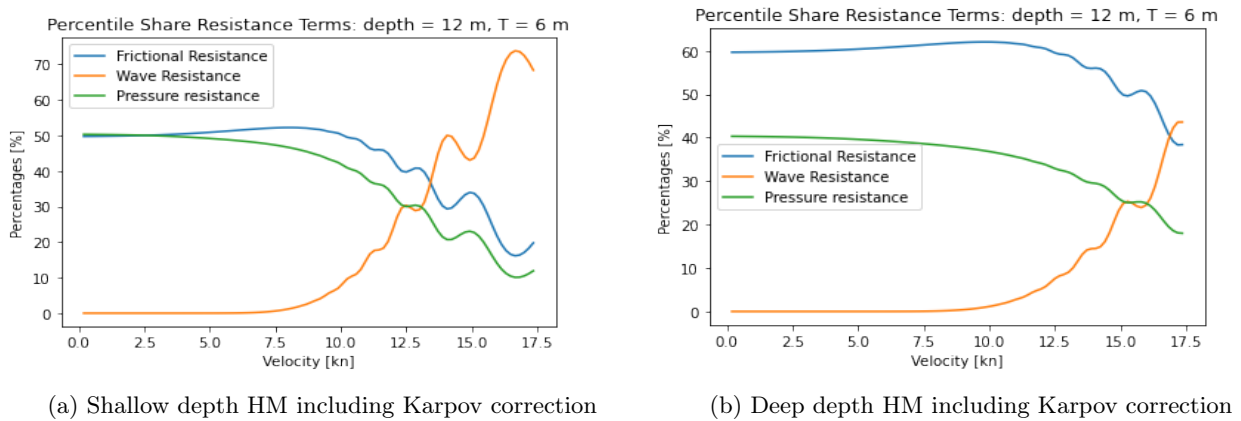 Percentile Share Resistance Terms: depth = 12 m, T = 6 m
Percentages [%]
70
60
50
40
30
20
10
0
Frictional Resistance
Wave Resistance
Pressure resistance
0.0 2.5 5.0 7.5 10.0 12.5 15.0 17.5
Velocity [kn]
(a) Shallow depth HM including Karpov correction
Percentile Share Resistance Terms: depth = 12 m, T = 6 m
Percentages [%]
60
50
40
30
20
10
0
Frictional Resistance
Wave Resistance
Pressure resistance
0.0 2.5 5.0 7.5 10.0 12.5 15.0 17.5
Velocity [kn]
(b) Deep depth HM including Karpov correction